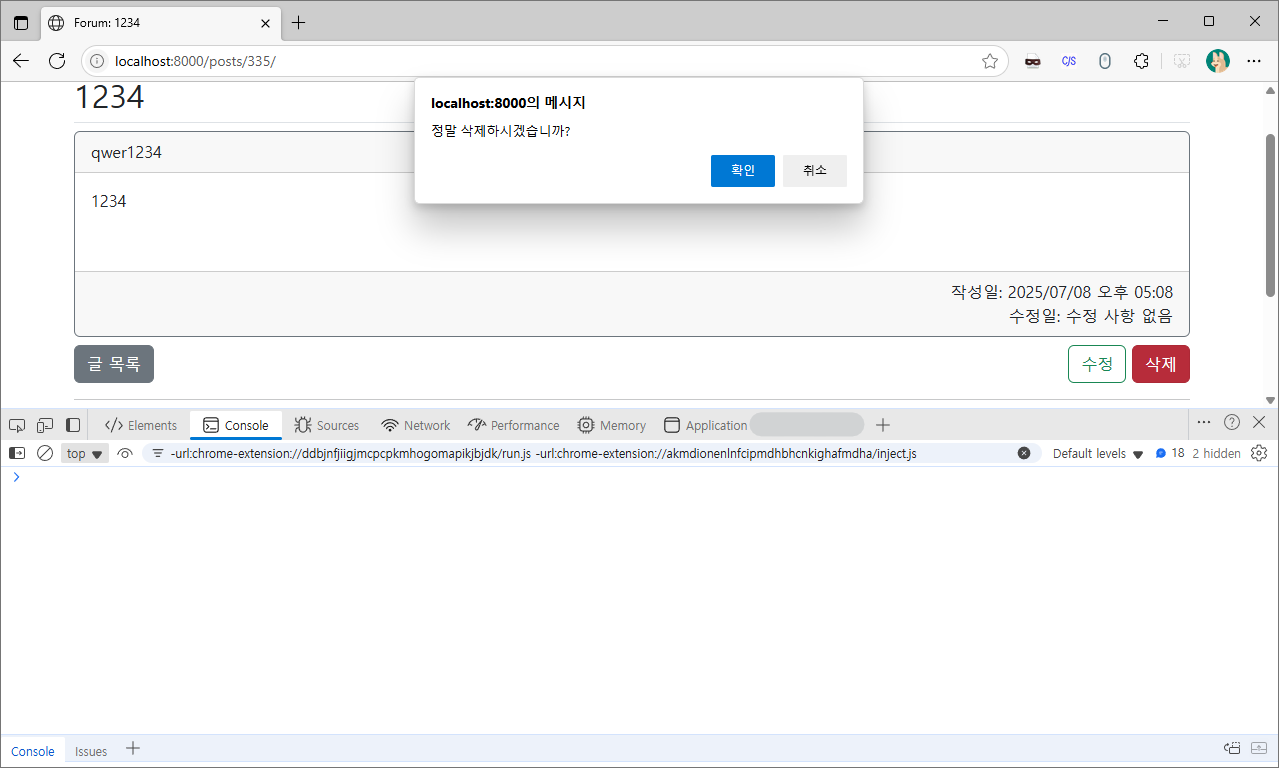 Forum: 1234
localhost:8000/posts/335/
C/S
1234
localhost:8000의 메시지
정말 삭제하시겠습니까?
확인 취소
qwer1234
1234
작성일: 2025/07/08 오후 05:08
수정일: 수정 사항 없음
글 목록 수정 삭제
Elements Console Sources Network Performance Memory Application
top -url:chrome-extension://ddbjnfjiigjmcpcpkmhogomapikjbjdk/run.js -url:chrome-extension://akmdionenlnfcipmdhbhcnkighafmdha/inject.js Default levels 18 2 hidden
Console Issues